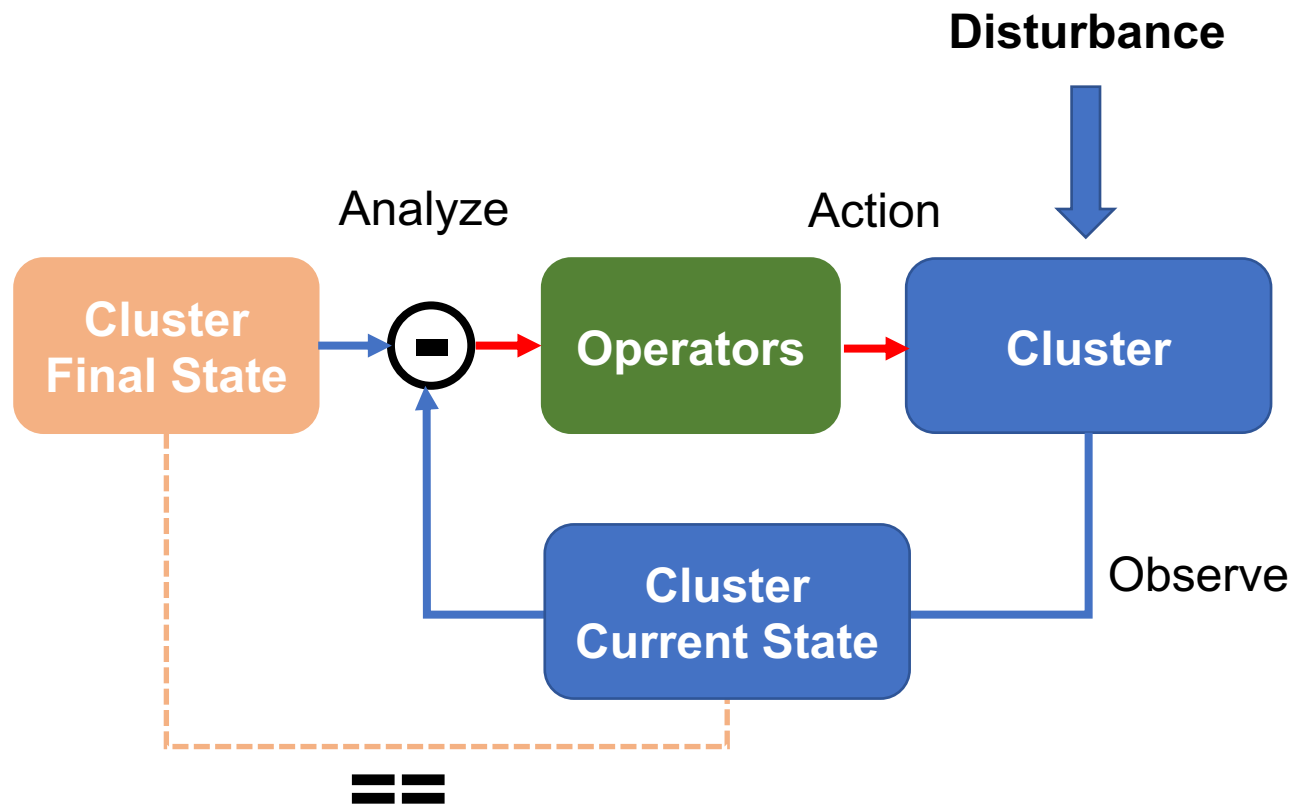 Disturbance
Analyze
Action
Cluster
Final State
-
Operators
Cluster
Cluster
Current State
Observe
==